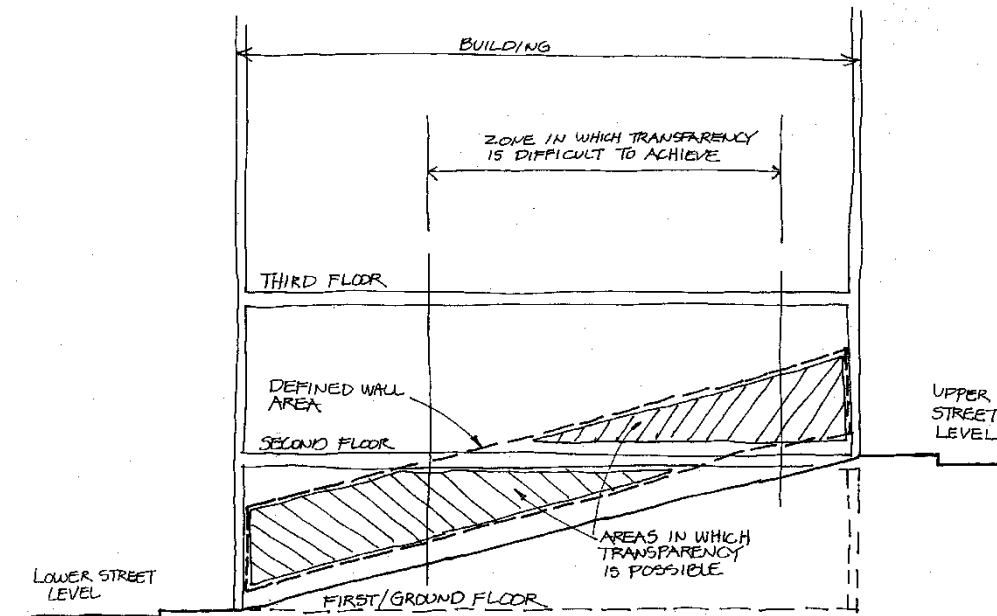 BUILDING
ZONE IN WHICH TRANSPARENCY
IS DIFFICULT TO ACHIEVE
THIRD FLOOR
DEFINED WALL
AREA
UPPER
STREET
LEVEL
SECOND FLOOR
AREAS IN WHICH
TRANSPARENCY
IS POSSIBLE
LOWER STREET
LEVEL
FIRST/GROUND FLOOR